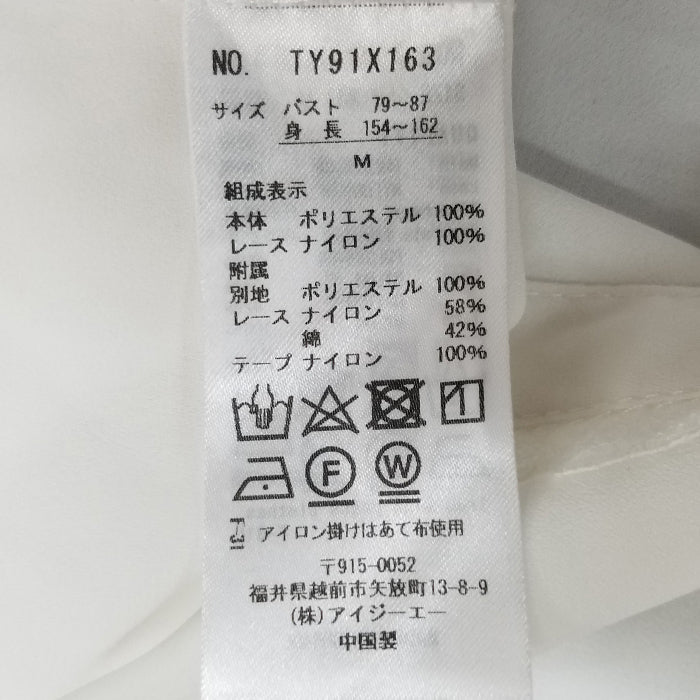 NO. TY91X163
サイズ バスト 79〜87
身 長 154〜162
M
組成表示
本体 ポリエステル 100%
レース ナイロン 100%
附属
別地 ポリエステル 100%
レース ナイロン 58%
綿 42%
テープ ナイロン 100%
F W
アイロン掛けはあて布使用
〒915-0052
福井県越前市矢放町13-8-9
(株)アイジーエー
中国製